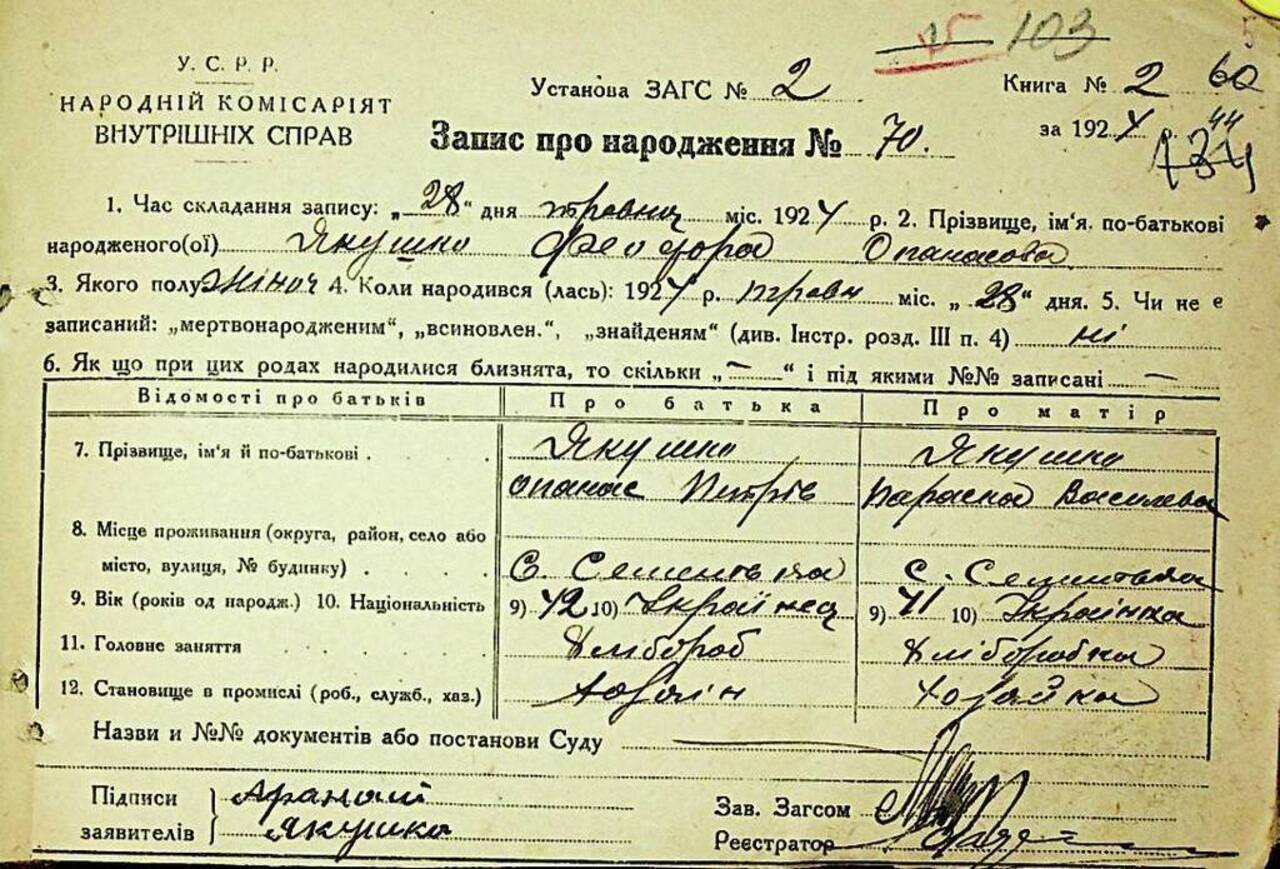 103
У. С. Р. Р.
НАРОДНІЙ КОМІСАРІЯТ
ВНУТРІШНІХ СПРАВ
Установа ЗАГС № 2
Книга № 2 60
за 1924 р. 44
Запис про народження № 70.
1. Час складання запису: „28“ дня травня міс. 1924 р. 2. Прізвище, ім'я. по-батькові
народженого(ої) Якушко Феодора Опанасова
3. Якого полу жіноч 4. Коли народився (лась): 1924 р. травн міс. „28“ дня. 5. Чи не є
записаний: „мертвонародженим“, „всиновлен.“, „знайденям“ (див. Інстр. розд. III п. 4) ні
6. Як що при цих родах народилися близнята, то скільки „—“ і під якими №№ записані —
Відомості про батьків Про батька Про матір
7. Прізвище, ім'я й по-батькові Якушко Якушко
Опанас Петрів Параска Василева
8. Місце проживання (округа, район, село або
місто, вулиця, № будинку) С. С.
9. Вік (років од народж.) 10. Національність 9) 42 10) Українец 9) 41 10) Українка
11. Головне заняття Хлібороб Хліборобка
12. Становище в промислі (роб., служб., хаз.) Хозяін Хозяйка
Назви и №№ документів або постанови Суду
Підписи
заявителів Якушко
Зав. Загсом
Реєстратор